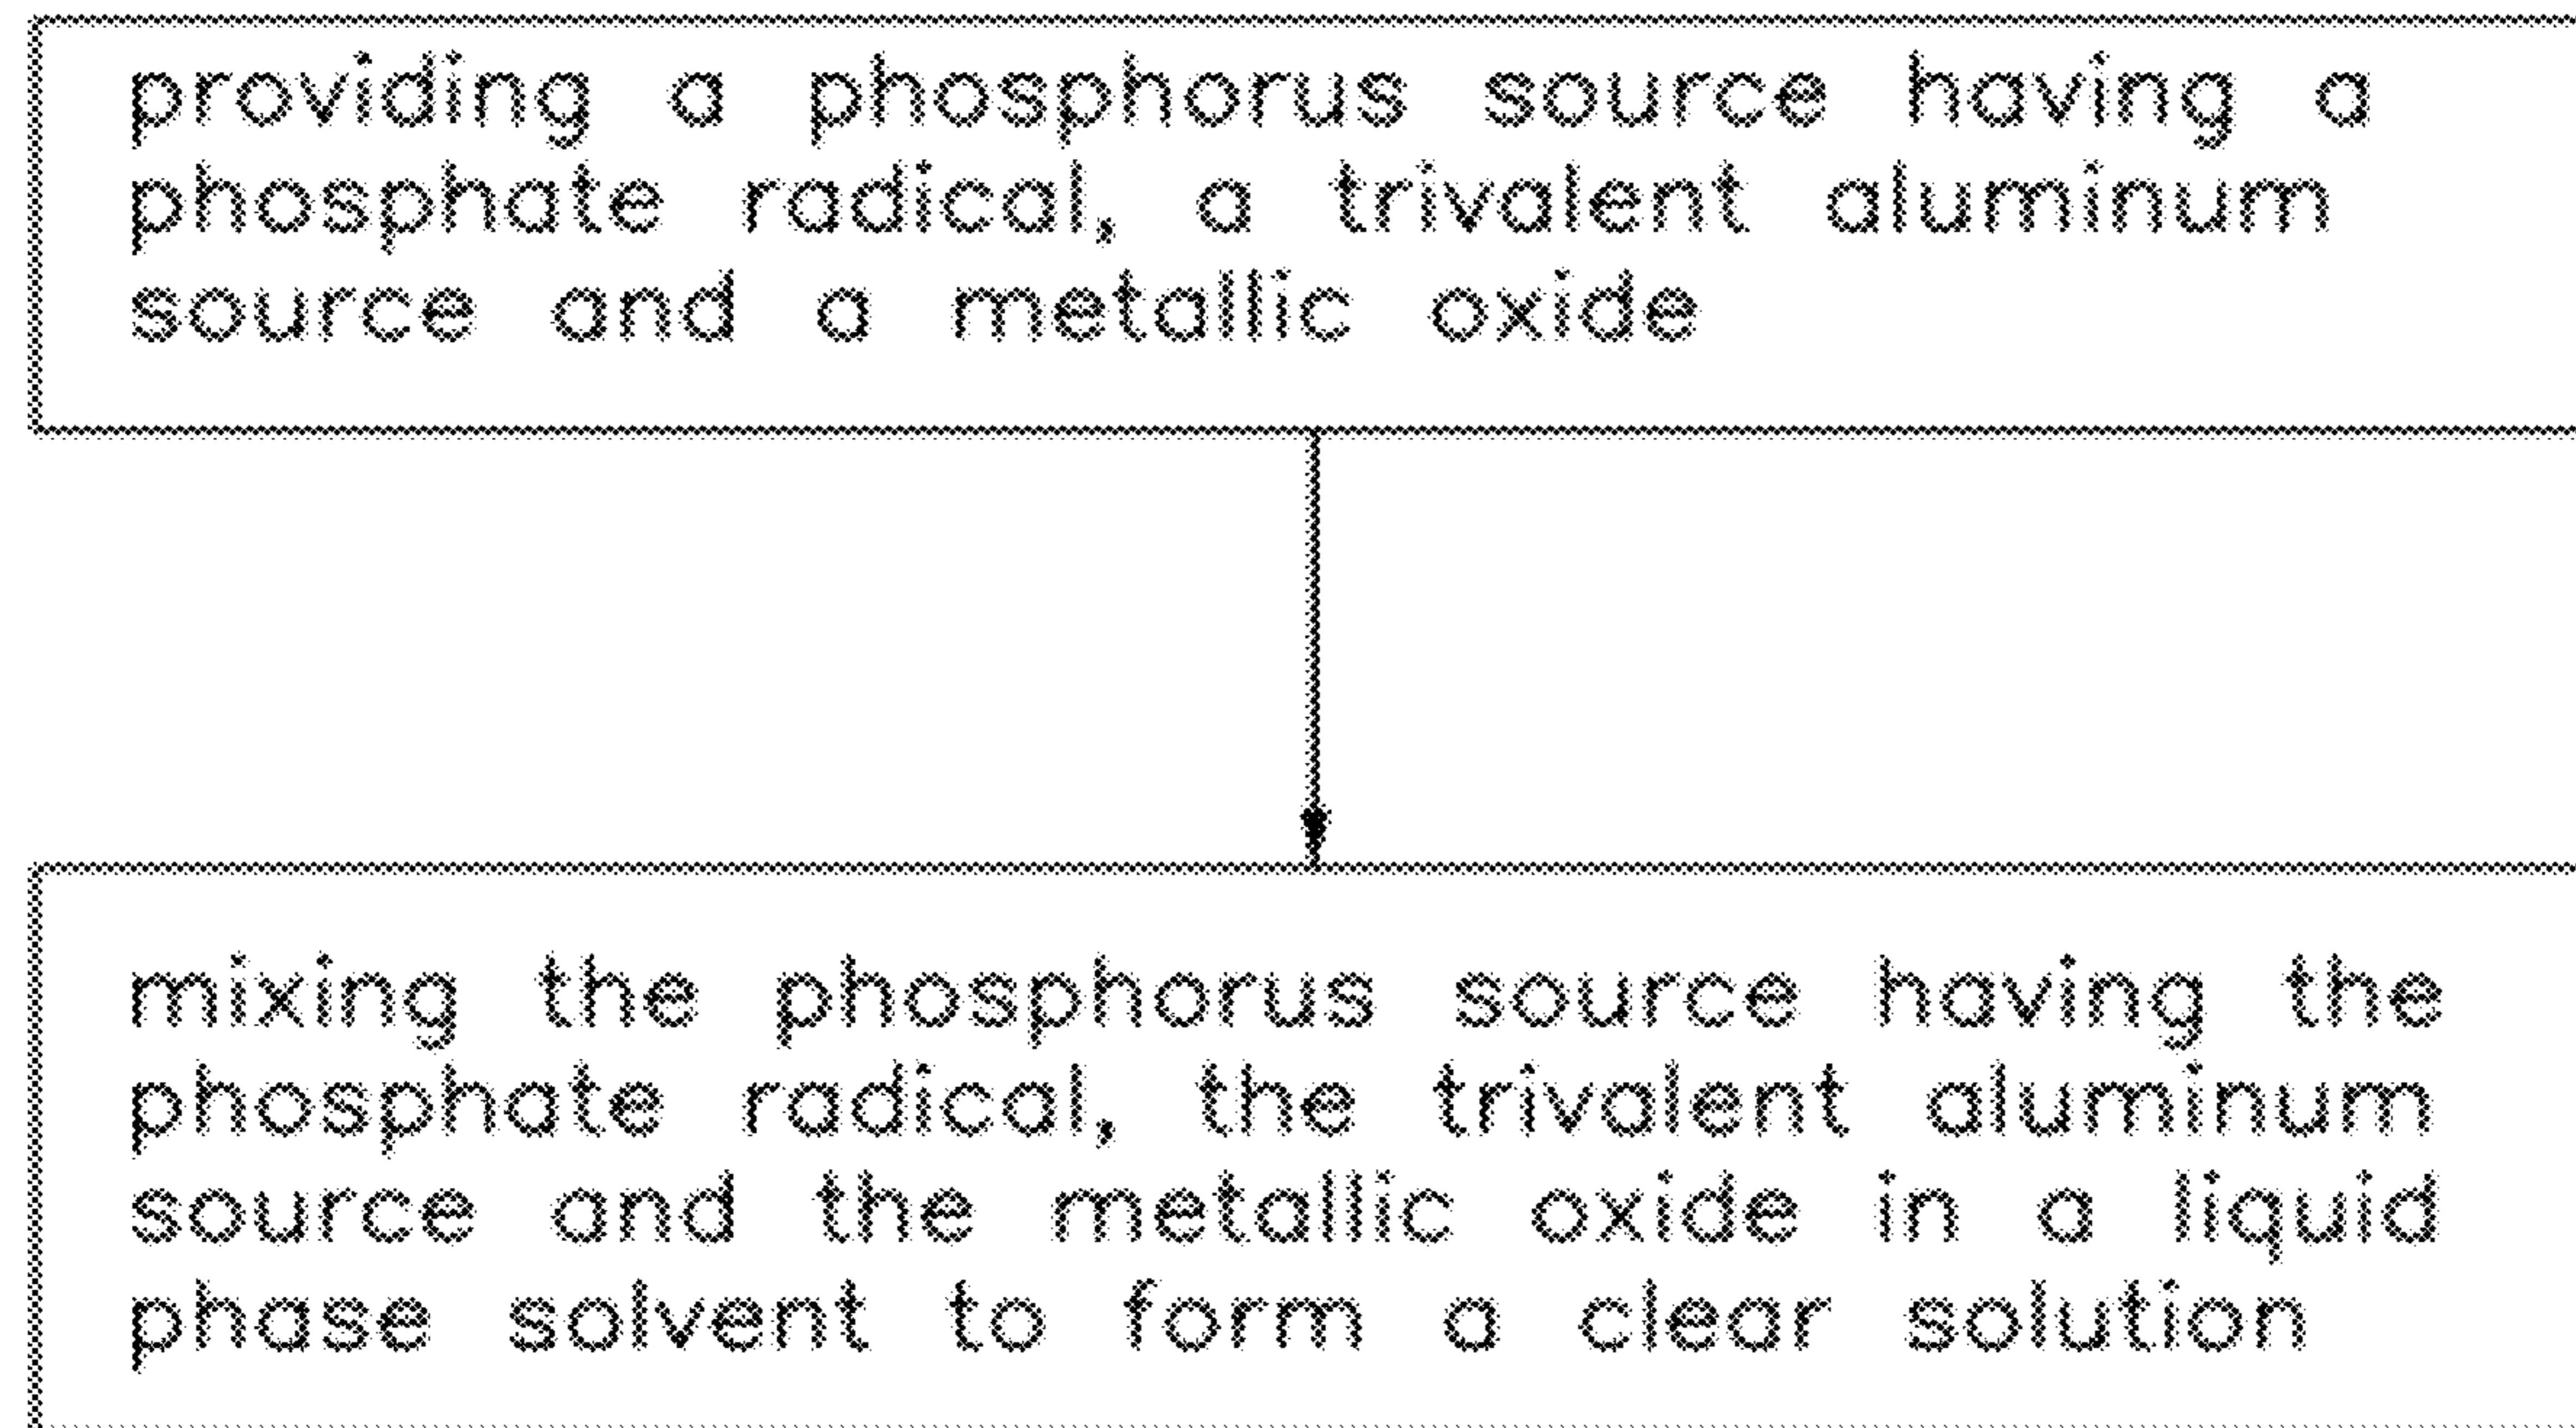 providing a phosphorus source having a
phosphate radical, a trivalent aluminum
source and a metallic oxide
mixing the phosphorus source having the
phosphate radical, the trivalent aluminum
source and the metallic oxide in a liquid
phase solvent to form a clear solution